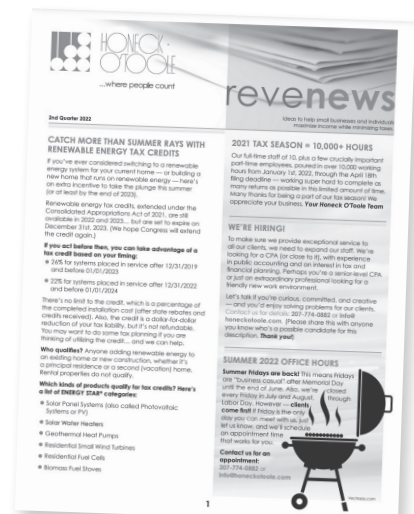 HONECK · O'TOOLE
...where people count
revenews
2nd Quarter 2022
Ideas to help small businesses and individuals
maximize income while minimizing taxes
CATCH MORE THAN SUMMER RAYS WITH
RENEWABLE ENERGY TAX CREDITS
If you've ever considered switching to a renewable
energy system for your current home — or building a
new home that runs on renewable energy — here's
an extra incentive to take the plunge this summer
(or at least by the end of 2023).
Renewable energy tax credits, extended under the
Consolidated Appropriations Act of 2021, are still
available in 2022 and 2023... but are set to expire on
December 31st, 2023. (We hope Congress will extend
the credit again.)
If you act before then, you can take advantage of a
tax credit based on your timing:
● 26% for systems placed in service after 12/31/2019
and before 01/01/2023
● 22% for systems placed in service after 12/31/2022
and before 01/01/2024
There's no limit to the credit, which is a percentage of
the completed installation cost (after state rebates and
credits received). Also, the credit is a dollar-for-dollar
reduction of your tax liability, but it's not refundable.
You may want to do some tax planning if you are
thinking of utilizing the credit... and we can help.
Who qualifies? Anyone adding renewable energy to
an existing home or new construction, whether it's
a principal residence or a second (vacation) home.
Rental properties do not qualify.
Which kinds of products qualify for tax credits? Here's
a list of ENERGY STAR® categories:
● Solar Panel Systems (also called Photovoltaic
Systems or PV)
● Solar Water Heaters
● Geothermal Heat Pumps
● Residential Small Wind Turbines
● Residential Fuel Cells
● Biomass Fuel Stoves
2021 TAX SEASON = 10,000+ HOURS
Our full-time staff of 10, plus a few crucially important
part-time employees, poured in over 10,000 working
hours from January 1st, 2022, through the April 18th
filing deadline — working super hard to complete as
many returns as possible in this limited amount of time.
Many thanks for being a part of our tax season! We
appreciate your business. Your Honeck O'Toole Team
WE'RE HIRING!
To make sure we provide exceptional service to
all our clients, we need to expand our staff. We're
looking for a CPA (or close to it), with experience
in public accounting and an interest in tax and
financial planning. Perhaps you're a senior-level CPA
or just an extraordinary professional looking for a
friendly new work environment.
Let's talk if you're curious, committed, and creative
— and you'd enjoy solving problems for our clients.
Contact us for details: 207-774-0882 or info@
honeckotoole.com. (Please share this with anyone
you know who's a possible candidate for this
description. Thank you!)
SUMMER 2022 OFFICE HOURS
Summer Fridays are back! This means Fridays
are "business casual" after Memorial Day
until the end of June. Also, we're closed
every Friday in July and August, through
Labor Day. However — clients
come first! If Friday is the only
day you can meet with us, just
let us know, and we'll schedule
an appointment time
that works for you.
Contact us for an
appointment:
207-774-0882 or
info@honeckotoole.com
1